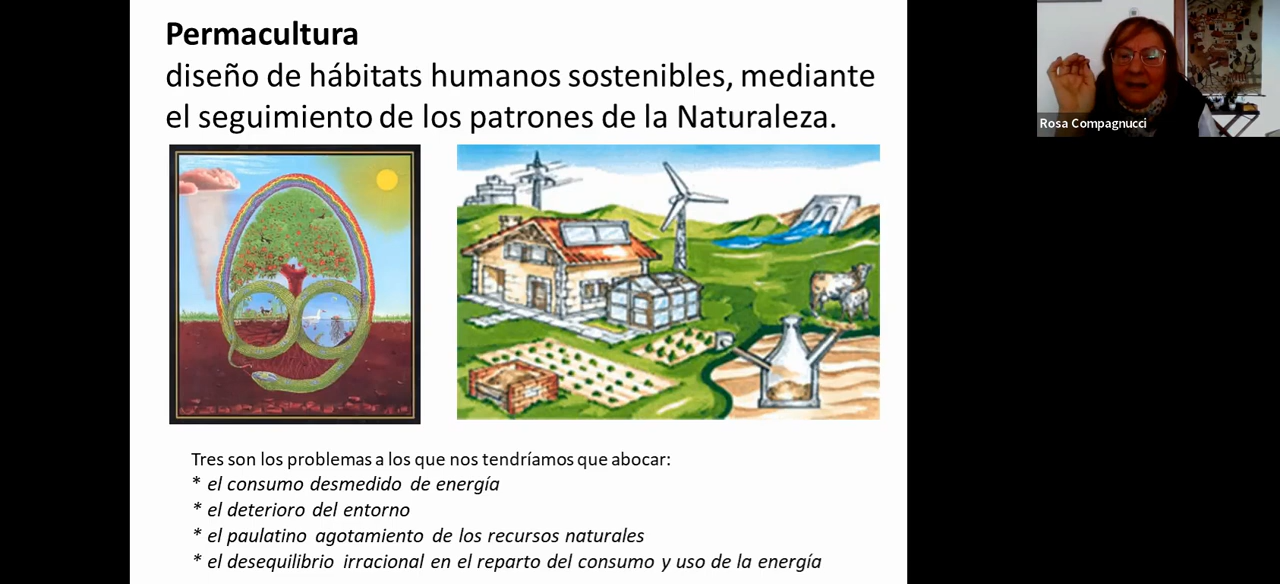 Permacultura
diseño de hábitats humanos sostenibles, mediante
el seguimiento de los patrones de la Naturaleza.
Rosa Compagnucci
Tres son los problemas a los que nos tendríamos que abocar:
* el consumo desmedido de energía
* el deterioro del entorno
* el paulatino agotamiento de los recursos naturales
* el desequilibrio irracional en el reparto del consumo y uso de la energía